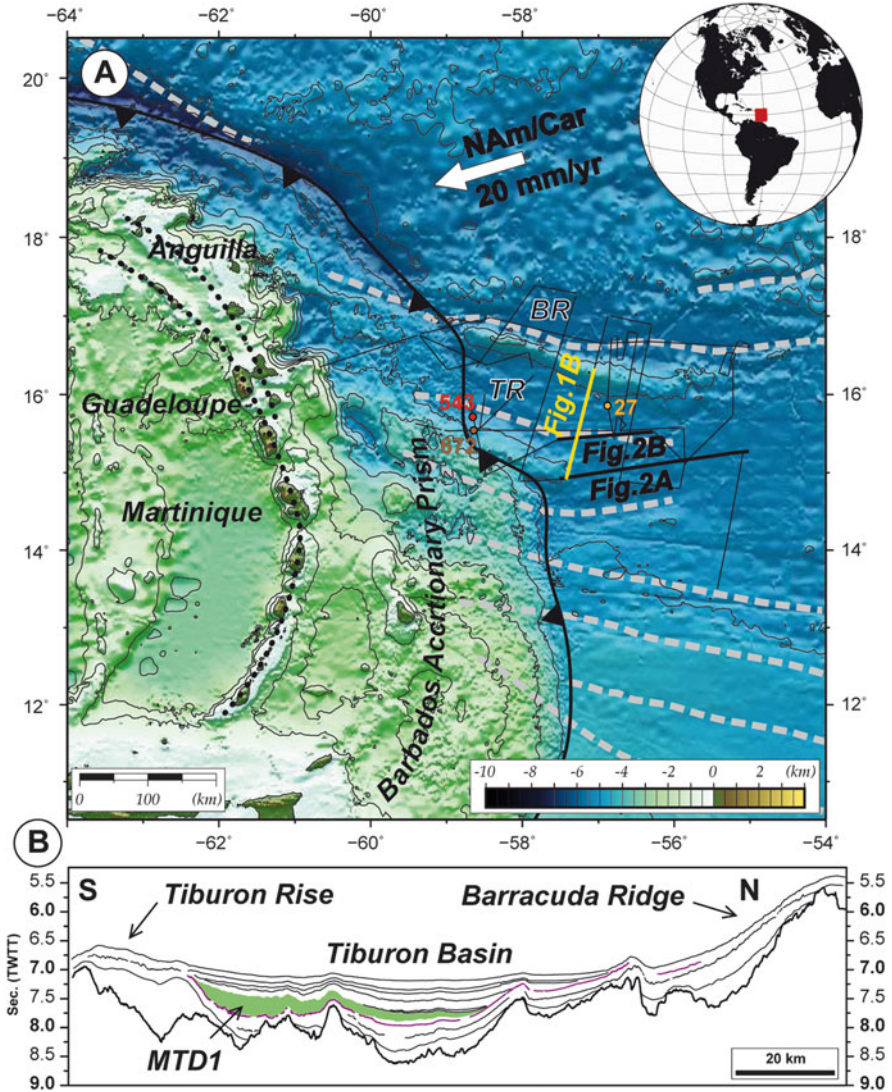 −64°
−62°
−60°
−58°
A
20°
NAm/Car
20 mm/yr
18°
18°
Anguilla
BR
16°
16°
TR
Guadeloupe
543
672
Fig.1B
27
Fig.2B
Fig.2A
Martinique
14°
14°
Barbados Accrtionary Prism
12°
12°
-10 -8 -6 -4 -2 0 2 (km)
0 100 (km)
−62°
−60°
−58°
−56°
−54°
B
S
N
Tiburon Rise
Barracuda Ridge
Tiburon Basin
MTD1
Sec. (TWTT)
5.5 5.5
6.0 6.0
6.5 6.5
7.0 7.0
7.5 7.5
8.0 8.0
8.5 8.5
9.0 9.0
20 km